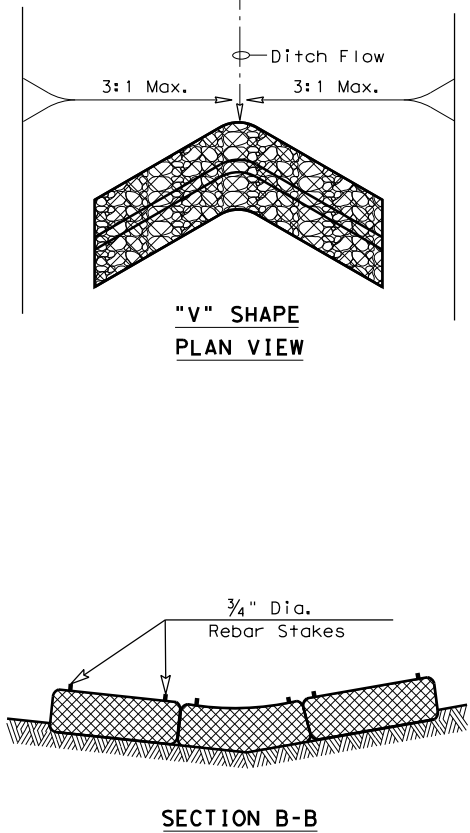 Ditch Flow
3:1 Max. 3:1 Max.
"V" SHAPE
PLAN VIEW
¾" Dia.
Rebar Stakes
SECTION B-B